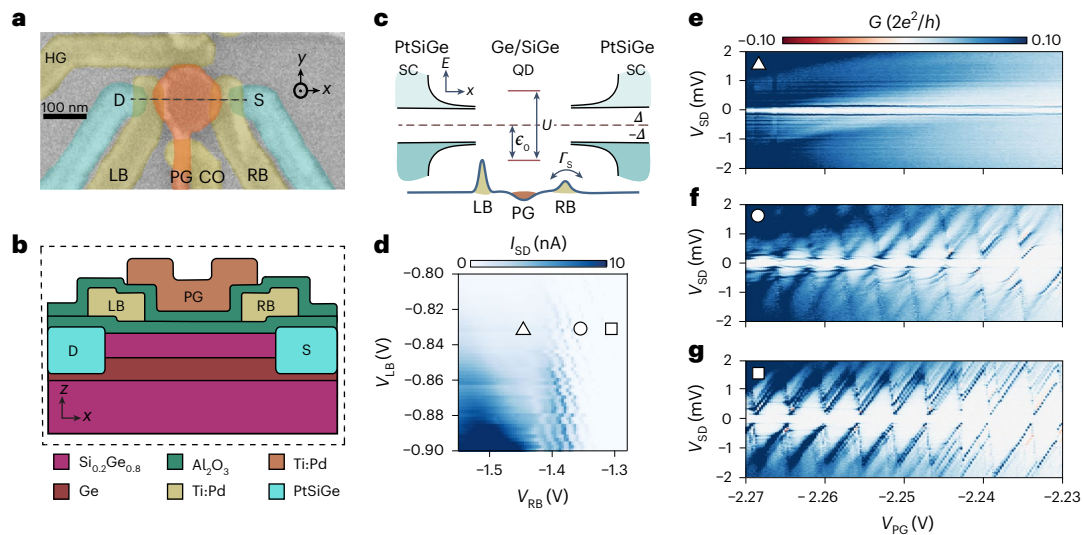 a
HG
y
x
D
S
100 nm
LB
PG
CO
RB
b
PG
LB
RB
D
S
z
x
Si0.2Ge0.8
Al2O3
Ti:Pd
Ge
Ti:Pd
PtSiGe
c
PtSiGe
Ge/SiGe
PtSiGe
SC
E
x
QD
SC
U
Δ
−Δ
ϵ0
ΓS
LB
PG
RB
d
ISD (nA)
0
10
−0.80
−0.82
−0.84
−0.86
−0.88
−0.90
VLB (V)
−1.5
−1.4
−1.3
VRB (V)
e
G (2e²/h)
−0.10
0.10
2
1
0
−1
−2
VSD (mV)
f
2
1
0
−1
−2
VSD (mV)
g
2
1
0
−1
−2
VSD (mV)
−2.27
−2.26
−2.25
−2.24
−2.23
VPG (V)